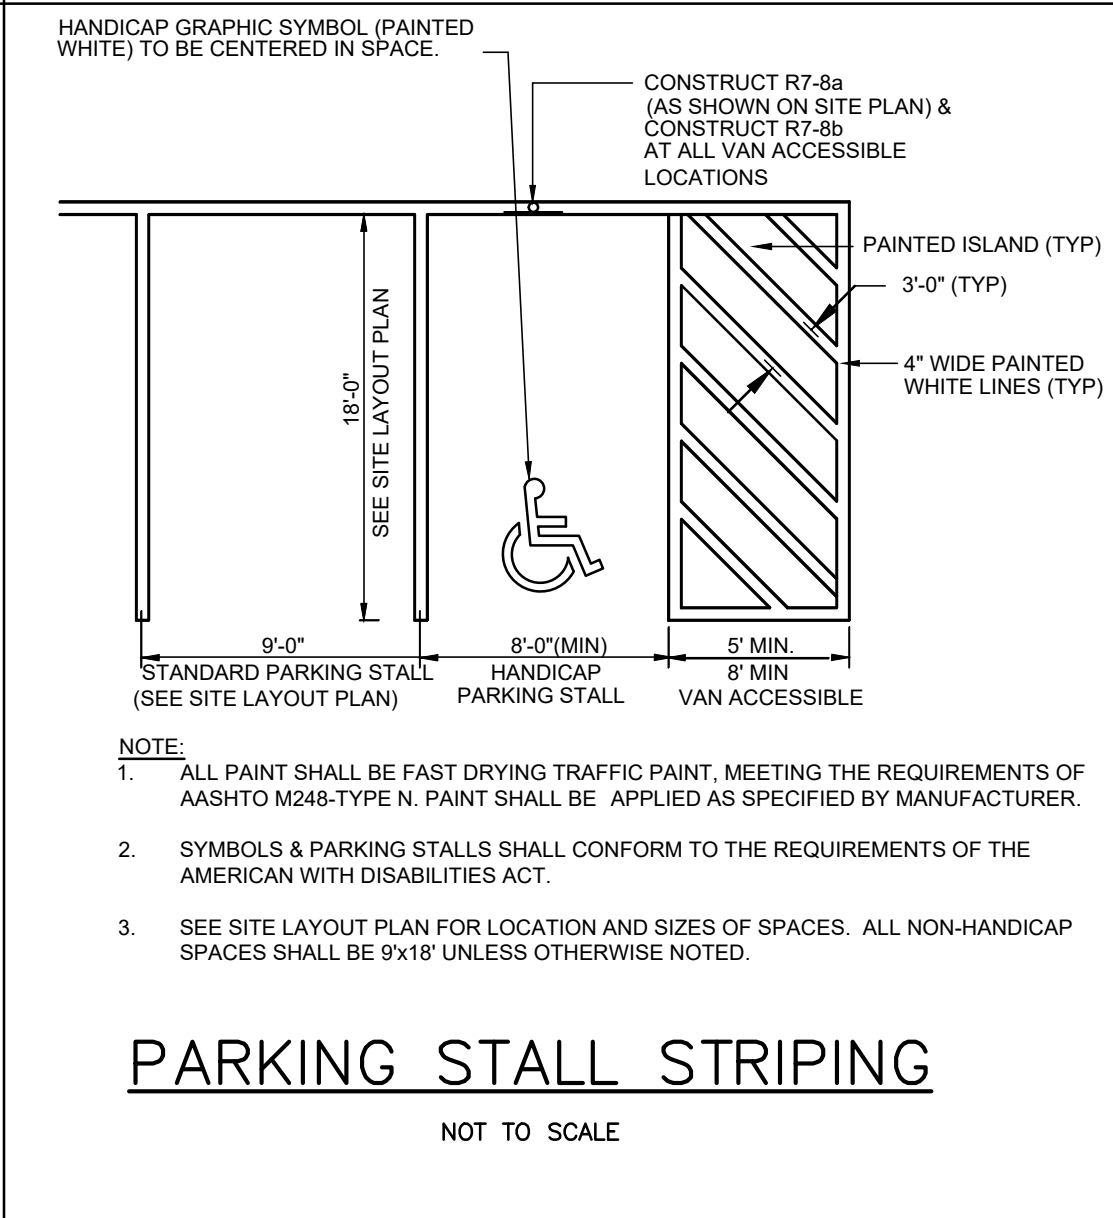 HANDICAP GRAPHIC SYMBOL (PAINTED
WHITE) TO BE CENTERED IN SPACE.
CONSTRUCT R7-8a
(AS SHOWN ON SITE PLAN) &
CONSTRUCT R7-8b
AT ALL VAN ACCESSIBLE
LOCATIONS
PAINTED ISLAND (TYP)
3'-0" (TYP)
4" WIDE PAINTED
WHITE LINES (TYP)
18'-0"
SEE SITE LAYOUT PLAN
9'-0"
STANDARD PARKING STALL
(SEE SITE LAYOUT PLAN)
8'-0"(MIN)
HANDICAP
PARKING STALL
5' MIN.
8' MIN
VAN ACCESSIBLE
NOTE:
1. ALL PAINT SHALL BE FAST DRYING TRAFFIC PAINT, MEETING THE REQUIREMENTS OF
AASHTO M248-TYPE N. PAINT SHALL BE APPLIED AS SPECIFIED BY MANUFACTURER.
2. SYMBOLS & PARKING STALLS SHALL CONFORM TO THE REQUIREMENTS OF THE
AMERICAN WITH DISABILITIES ACT.
3. SEE SITE LAYOUT PLAN FOR LOCATION AND SIZES OF SPACES. ALL NON-HANDICAP
SPACES SHALL BE 9'x18' UNLESS OTHERWISE NOTED.
PARKING STALL STRIPING
NOT TO SCALE